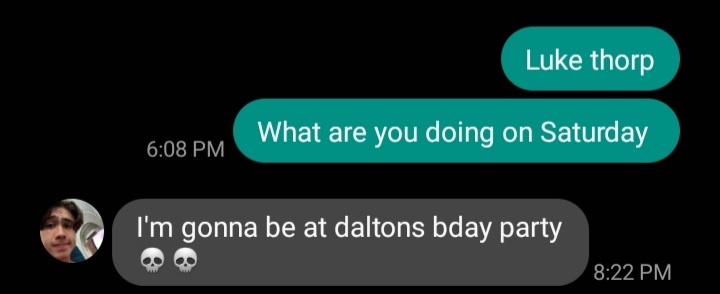 Luke thorp
What are you doing on Saturday
6:08 PM
I'm gonna be at daltons bday party
💀💀
8:22 PM